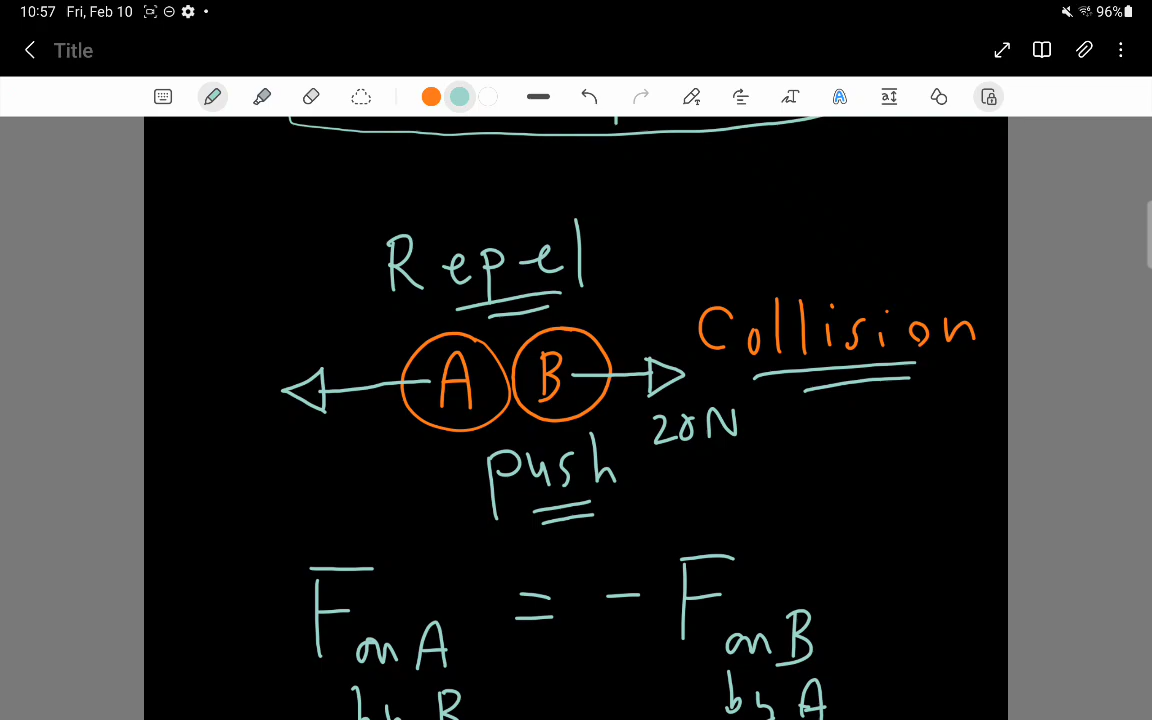 10:57 Fri, Feb 10
96%
Title
Repel
Collision
A B
20N
push
F on A = - F on B
by B by A